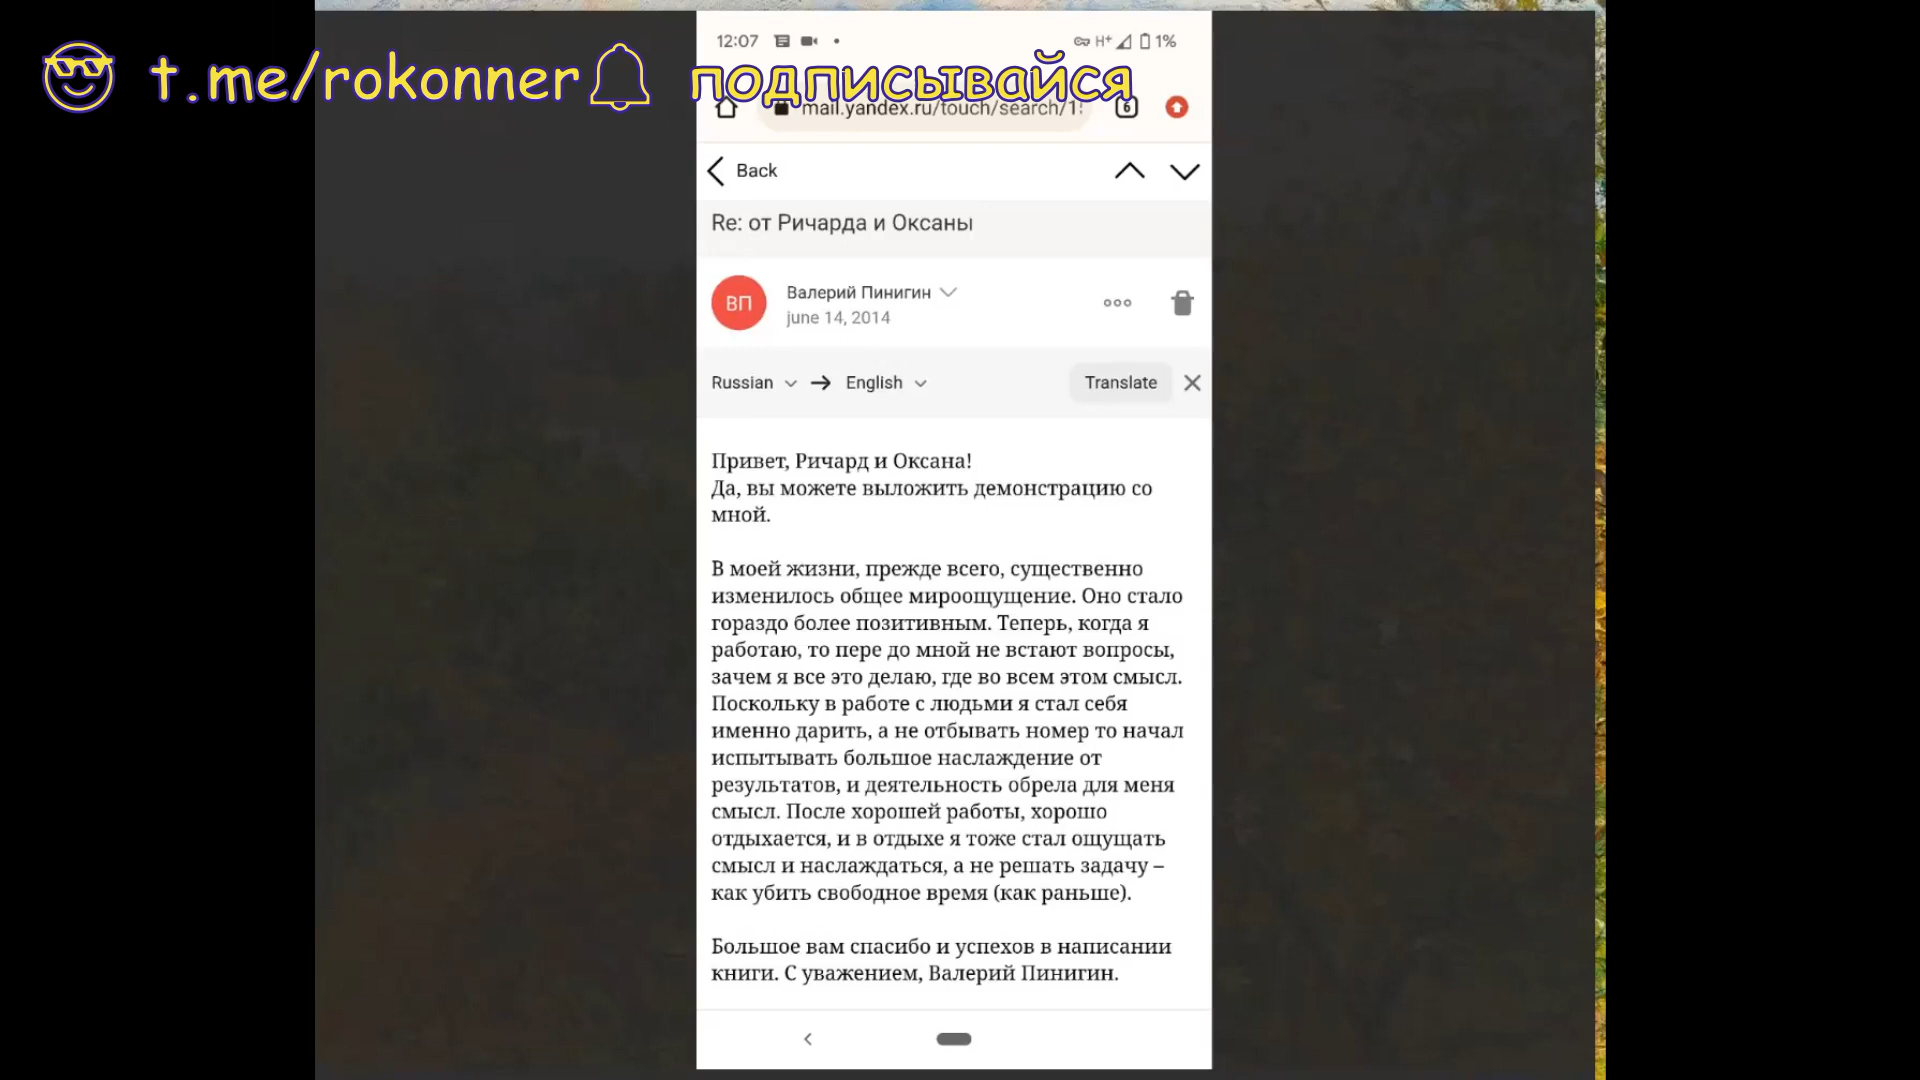 t.me/rokonner подписывайся
12:07 H+ 1%
mail.yandex.ru/touch/search/1 6
Back
Re: от Ричарда и Оксаны
ВП
Валерий Пинигин
june 14, 2014
Russian → English Translate
Привет, Ричард и Оксана!
Да, вы можете выложить демонстрацию со
мной.
В моей жизни, прежде всего, существенно
изменилось общее мироощущение. Оно стало
гораздо более позитивным. Теперь, когда я
работаю, то пере до мной не встают вопросы,
зачем я все это делаю, где во всем этом смысл.
Поскольку в работе с людьми я стал себя
именно дарить, а не отбывать номер то начал
испытывать большое наслаждение от
результатов, и деятельность обрела для меня
смысл. После хорошей работы, хорошо
отдыхается, и в отдыхе я тоже стал ощущать
смысл и наслаждаться, а не решать задачу –
как убить свободное время (как раньше).
Большое вам спасибо и успехов в написании
книги. С уважением, Валерий Пинигин.